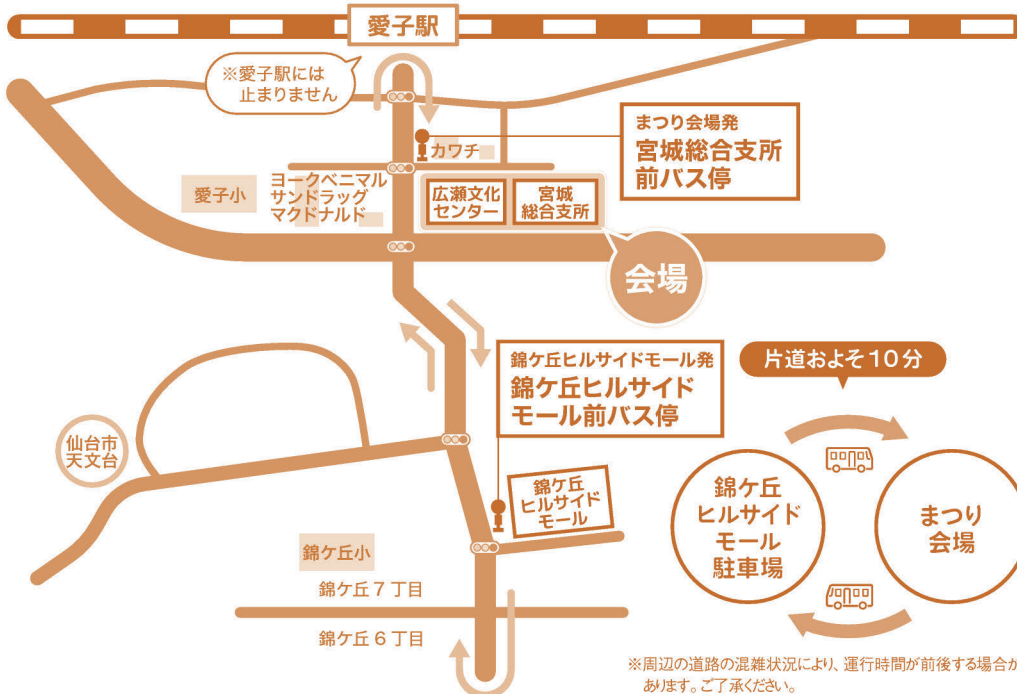 愛子駅
※愛子駅には
止まりません
まつり会場発
宮城総合支所
前バス停
カワチ
愛子小
ヨークベニマル
サンドラッグ
マクドナルド
広瀬文化
センター
宮城
総合支所
会場
錦ケ丘ヒルサイドモール発
錦ケ丘ヒルサイド
モール前バス停
片道およそ10分
仙台市
天文台
錦ケ丘
ヒルサイド
モール
錦ケ丘
ヒルサイド
モール
駐車場
まつり
会場
錦ケ丘小
錦ケ丘7丁目
錦ケ丘6丁目
※周辺の道路の混雑状況により、運行時間が前後する場合が
あります。ご了承ください。